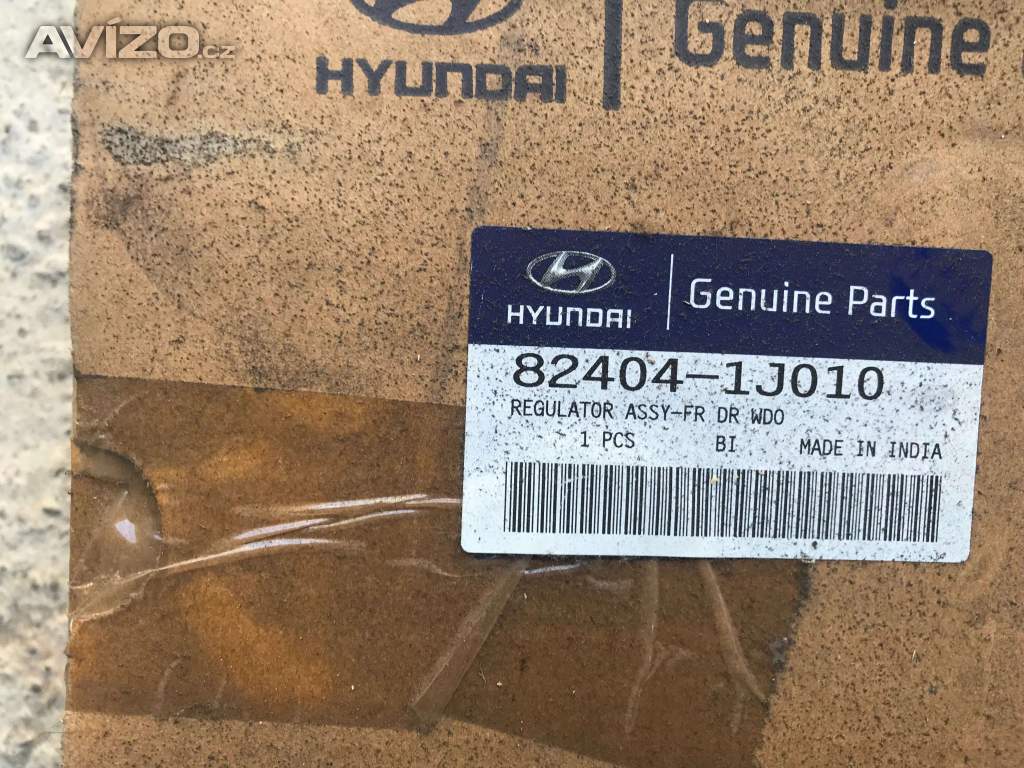 AVÍZO.cz
HYUNDAI
Genuine
HYUNDAI
Genuine Parts
82404-1J010
REGULATOR ASSY-FR DR WDO
1 PCS BI MADE IN INDIA